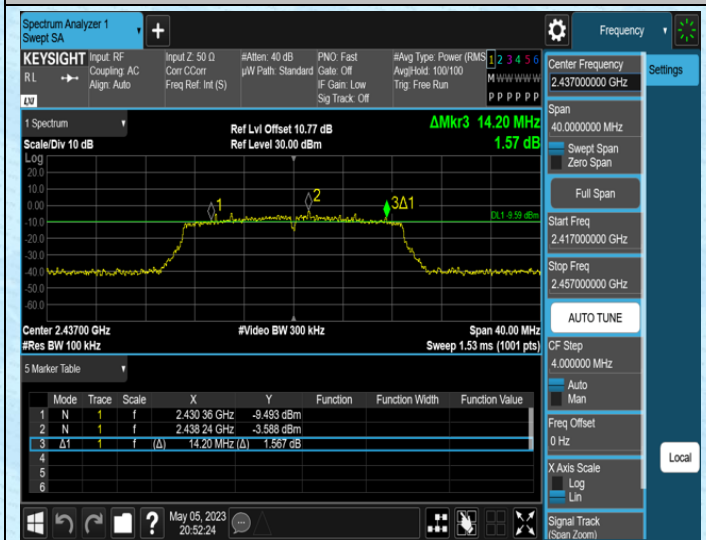 Spectrum Analyzer 1
Swept SA
Frequency
KEYSIGHT
Input: RF
Input Z: 50 Ω
#Atten: 40 dB
PNO: Fast
#Avg Type: Power (RMS
1 2 3 4 5 6
R L
Coupling: AC
Corr CCorr
µW Path: Standard
Gate: Off
Avg|Hold: 100/100
M W W W W W
Align: Auto
Freq Ref: Int (S)
IF Gain: Low
Trig: Free Run
Sig Track: Off
P P P P P P
LXI
1 Spectrum
Ref Lvl Offset 10.77 dB
ΔMkr3 14.20 MHz
Scale/Div 10 dB
Ref Level 30.00 dBm
1.57 dB
Log
20.0
10.0
0.00
-10.0
-20.0
-30.0
-40.0
-50.0
-60.0
1
2
3Δ1
DL1 -9.59 dBm
Center 2.43700 GHz
#Video BW 300 kHz
Span 40.00 MHz
#Res BW 100 kHz
Sweep 1.53 ms (1001 pts)
5 Marker Table
Mode Trace Scale X Y Function Function Width Function Value
1 N 1 f 2.430 36 GHz -9.493 dBm
2 N 1 f 2.438 24 GHz -3.588 dBm
3 Δ1 1 f (Δ) 14.20 MHz (Δ) 1.567 dB
4
5
6
May 05, 2023
20:52:24
Center Frequency
2.437000000 GHz
Settings
Span
40.0000000 MHz
Swept Span
Zero Span
Full Span
Start Freq
2.417000000 GHz
Stop Freq
2.457000000 GHz
AUTO TUNE
CF Step
4.000000 MHz
Auto
Man
Freq Offset
0 Hz
X Axis Scale
Log
Lin
Local
Signal Track
(Span Zoom)